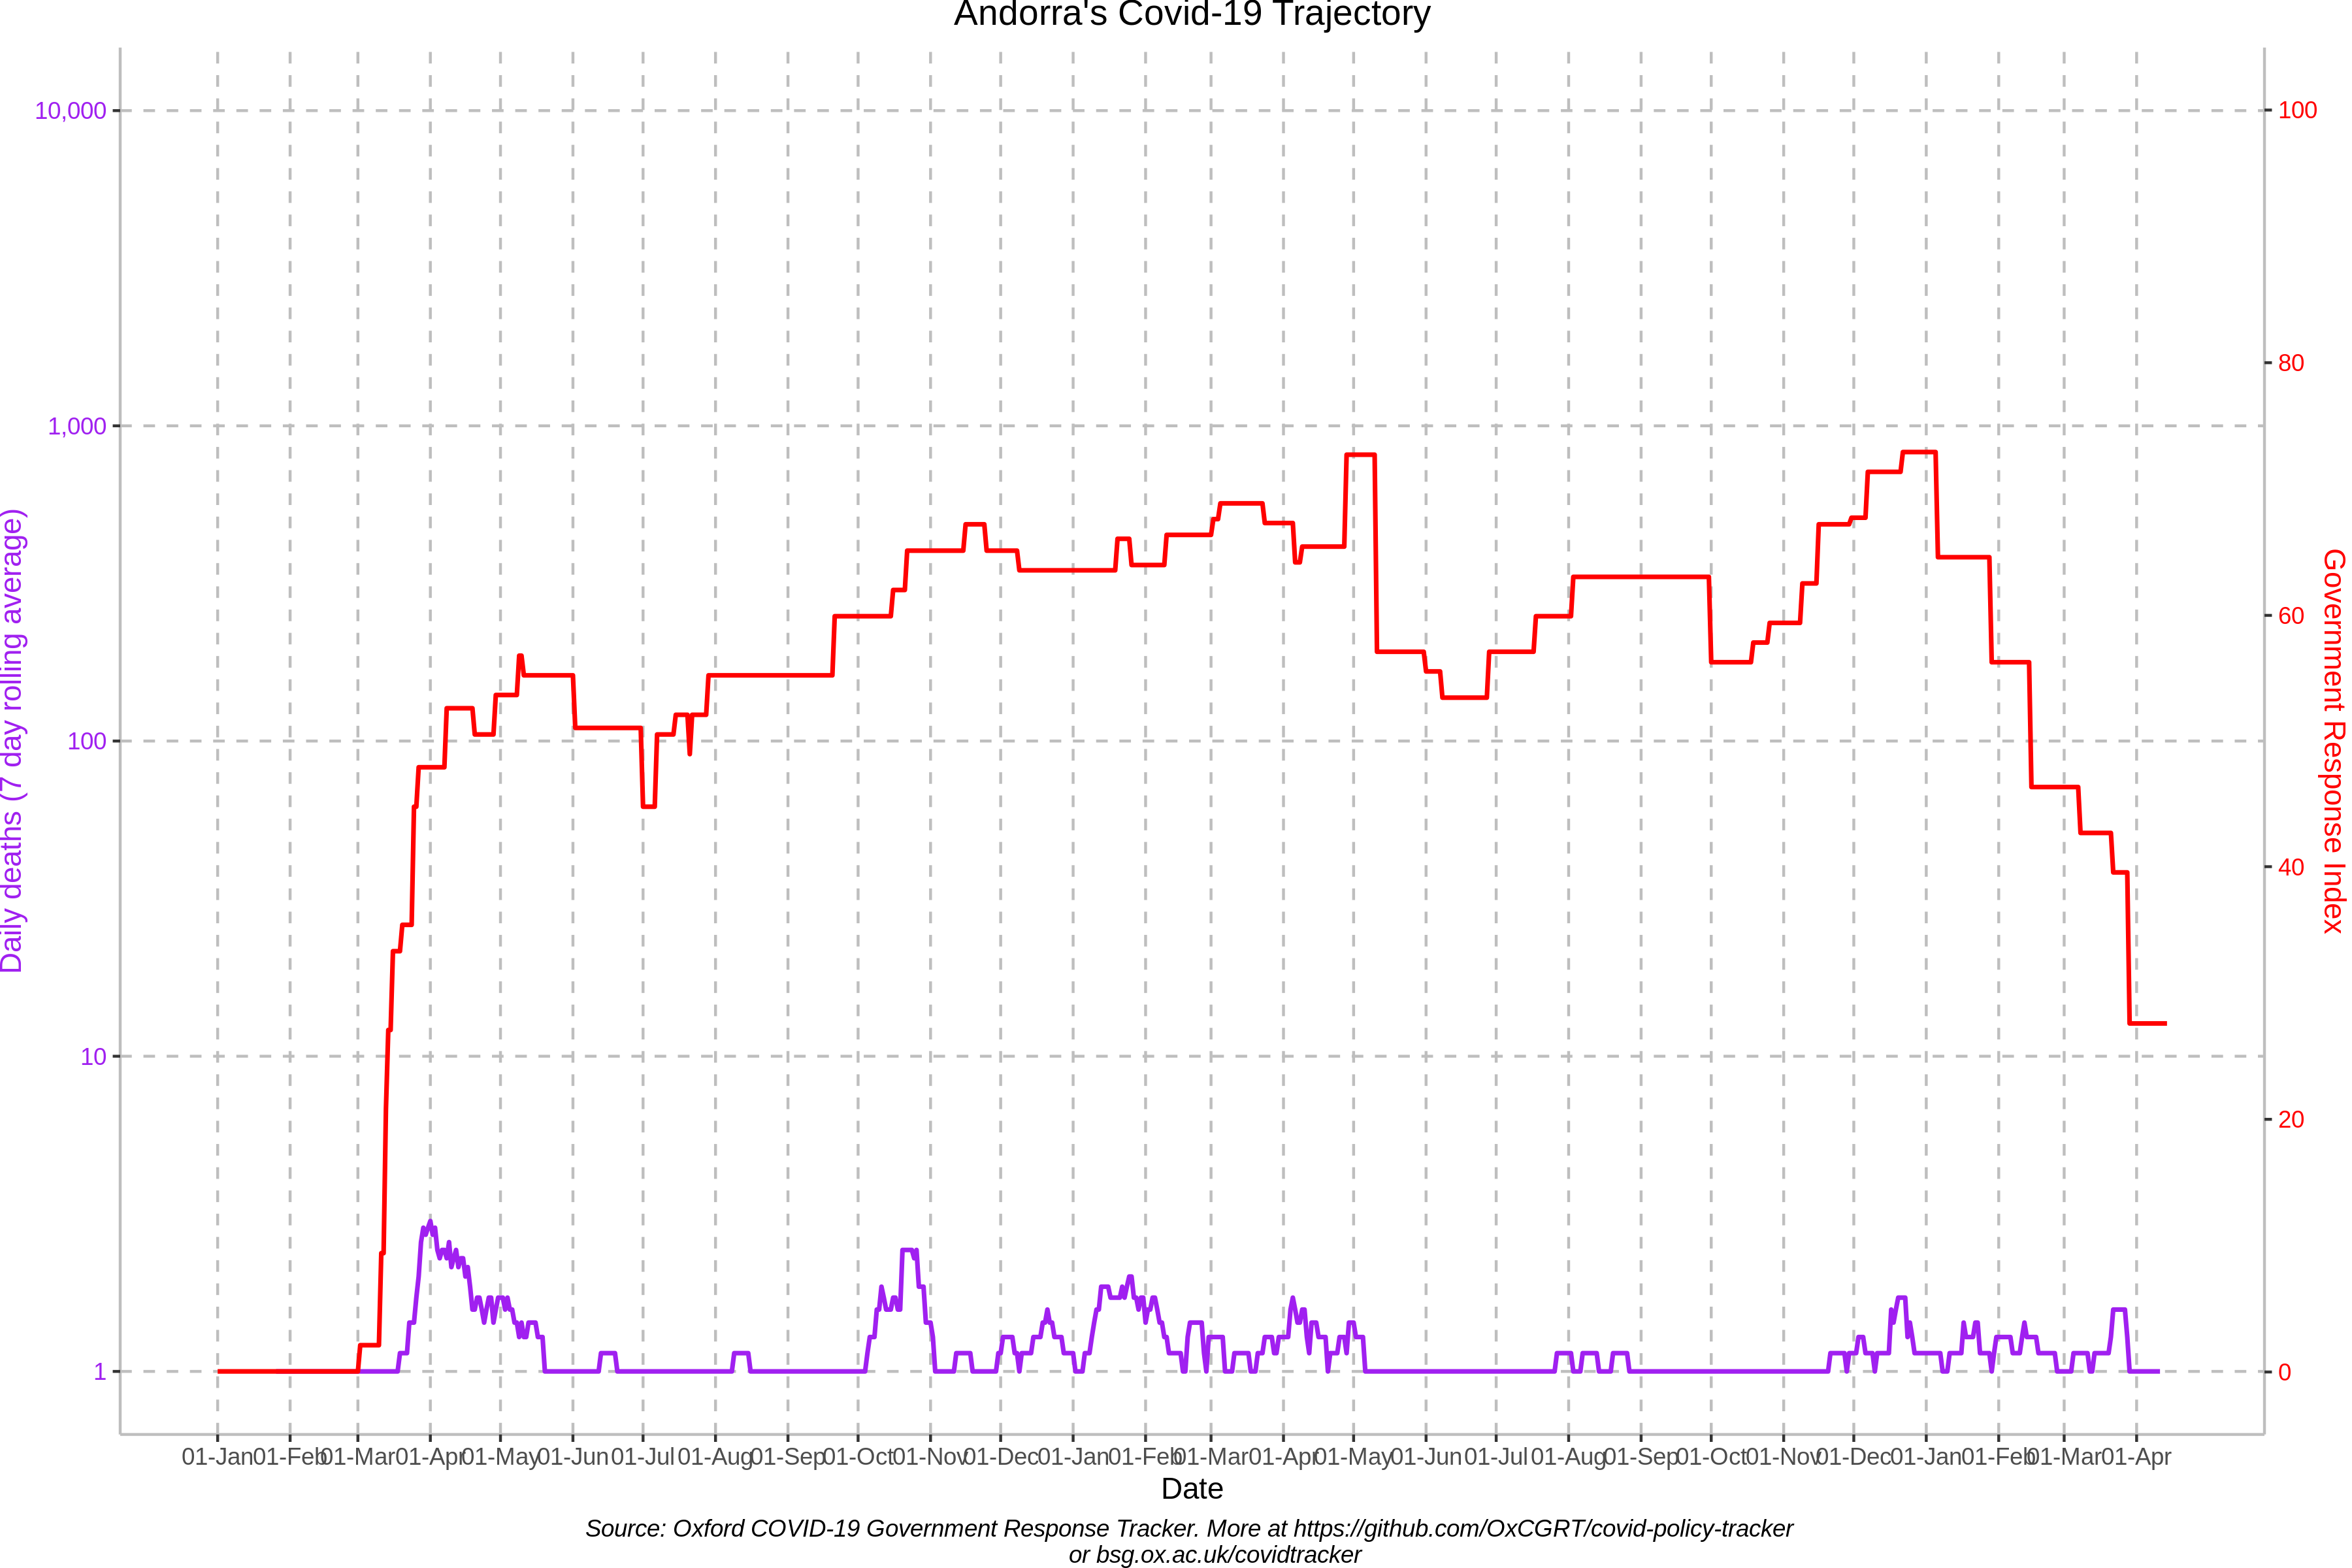 Andorra's Covid-19 Trajectory
10,000
1,000
100
10
1
Daily deaths (7 day rolling average)
100
80
60
40
20
0
Government Response Index
01-Jan 01-Feb 01-Mar 01-Apr 01-May 01-Jun 01-Jul 01-Aug 01-Sep 01-Oct 01-Nov 01-Dec 01-Jan 01-Feb 01-Mar 01-Apr 01-May 01-Jun 01-Jul 01-Aug 01-Sep 01-Oct 01-Nov 01-Dec 01-Jan 01-Feb 01-Mar 01-Apr
Date
Source: Oxford COVID-19 Government Response Tracker. More at https://github.com/OxCGRT/covid-policy-tracker
or bsg.ox.ac.uk/covidtracker